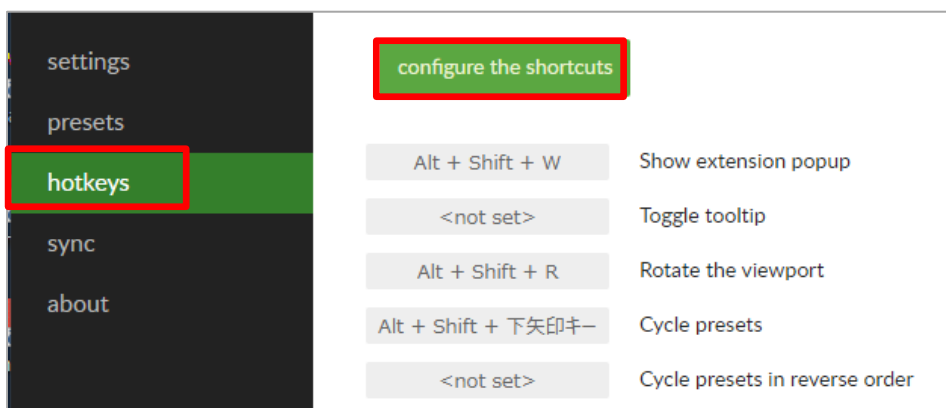 settings
presets
hotkeys
sync
about
configure the shortcuts
Alt + Shift + W Show extension popup
<not set> Toggle tooltip
Alt + Shift + R Rotate the viewport
Alt + Shift + 下矢印キー Cycle presets
<not set> Cycle presets in reverse order